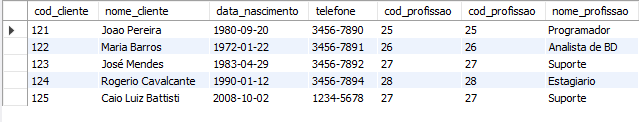 cod_cliente nome_cliente data_nascimento telefone cod_profissao cod_profissao nome_profissao
121 Joao Pereira 1980-09-20 3456-7890 25 25 Programador
122 Maria Barros 1972-01-22 3456-7891 26 26 Analista de BD
123 José Mendes 1983-04-29 3456-7892 27 27 Suporte
124 Rogerio Cavalcante 1990-01-12 3456-7894 28 28 Estagiario
125 Caio Luiz Battisti 2008-10-02 1234-5678 27 27 Suporte